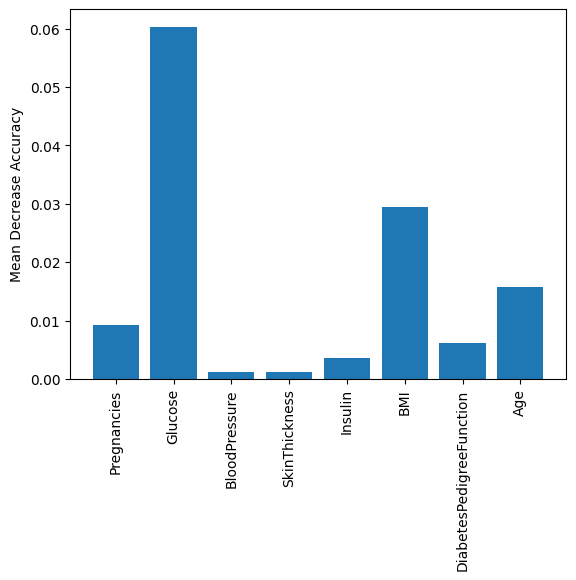 Mean Decrease Accuracy
0.06
0.05
0.04
0.03
0.02
0.01
0.00
Pregnancies
Glucose
BloodPressure
SkinThickness
Insulin
BMI
DiabetesPedigreeFunction
Age